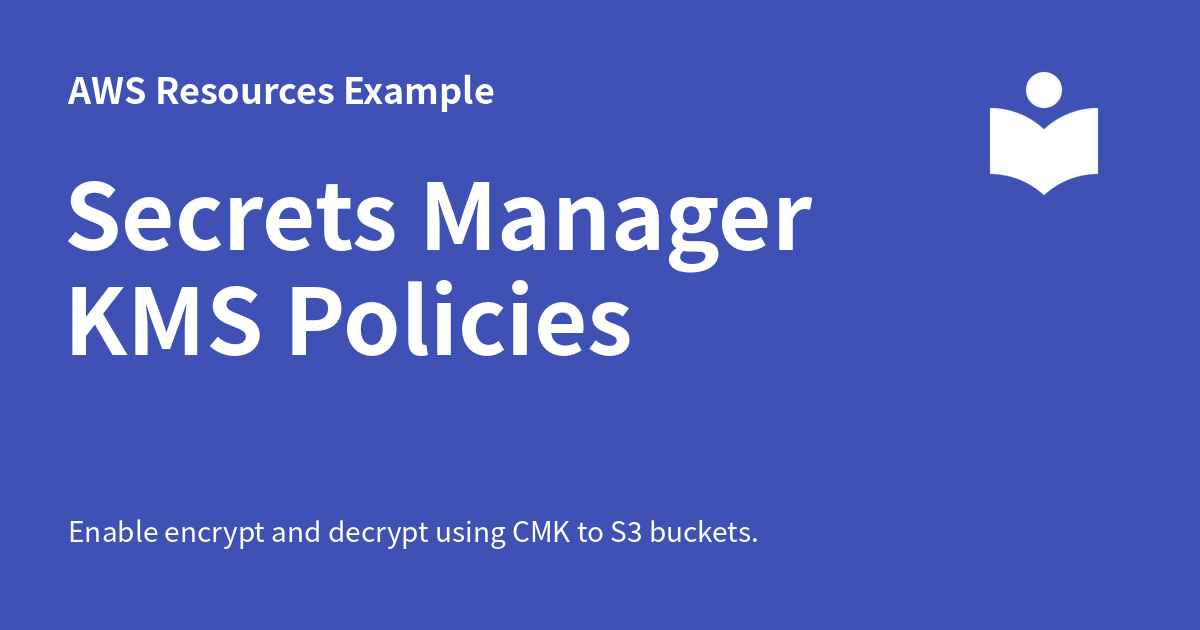 AWS Resources Example
Secrets Manager
KMS Policies
Enable encrypt and decrypt using CMK to S3 buckets.